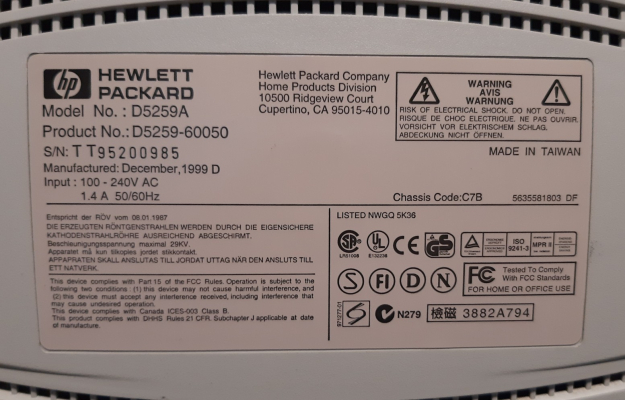 hp HEWLETT
PACKARD
Model No. : D5259A
Product No.: D5259-60050
S/N: TT95200985
Manufactured: December,1999 D
Input : 100 - 240V AC
1.4 A 50/60Hz
Hewlett Packard Company
Home Products Division
10500 Ridgeview Court
Cupertino, CA 95015-4010
WARNING
AVIS
WARNUNG
RISK OF ELECTRICAL SHOCK. DO NOT OPEN.
RISQUE DE CHOC ELECTRIQUE. NE PAS OUVRIR.
VORSICHT VOR ELEKTRISCHEM SCHLAG.
ABDECKUNG NICHT ÖFFNEN.
MADE IN TAIWAN
Chassis Code:C7B
5635581803 DF
Entspricht der RÖV vom 08.01.1987
DIE ERZEUGTEN RÖNTGENSTRAHLEN WERDEN DURCH DIE EIGENSICHERE
KATHODENSTRAHLRÖHRE AUSREICHEND ABGESCHIRMT.
Beschleunigungsspannung maximal 29KV.
Apparatet må kun tilkoples jordet stikkontakt.
APPARATEN SKALL ANSLUTAS TILL JORDAT UTTAG NÄR DEN ANSLUTS TILL
ETT NATVERK.
This device complies with Part 15 of the FCC Rules. Operation is subject to the
following two conditions : (1) this device may not cause harmful interference, and
(2) this device must accept any interference received, including interference that
may cause undesired operation.
This device complies with Canada ICES-003 Class B.
This product complies with DHHS Rules 21 CFR. Subchapter J applicable at date
of manufacture.
LISTED NWGQ 5K36
SP
UL
CE
GS
ISO
9241-3
MPR II
LR51008
S FI D N
FC Tested To Comply
With FCC Standards
FOR HOME OR OFFICE USE
N279
檢磁 3882A794